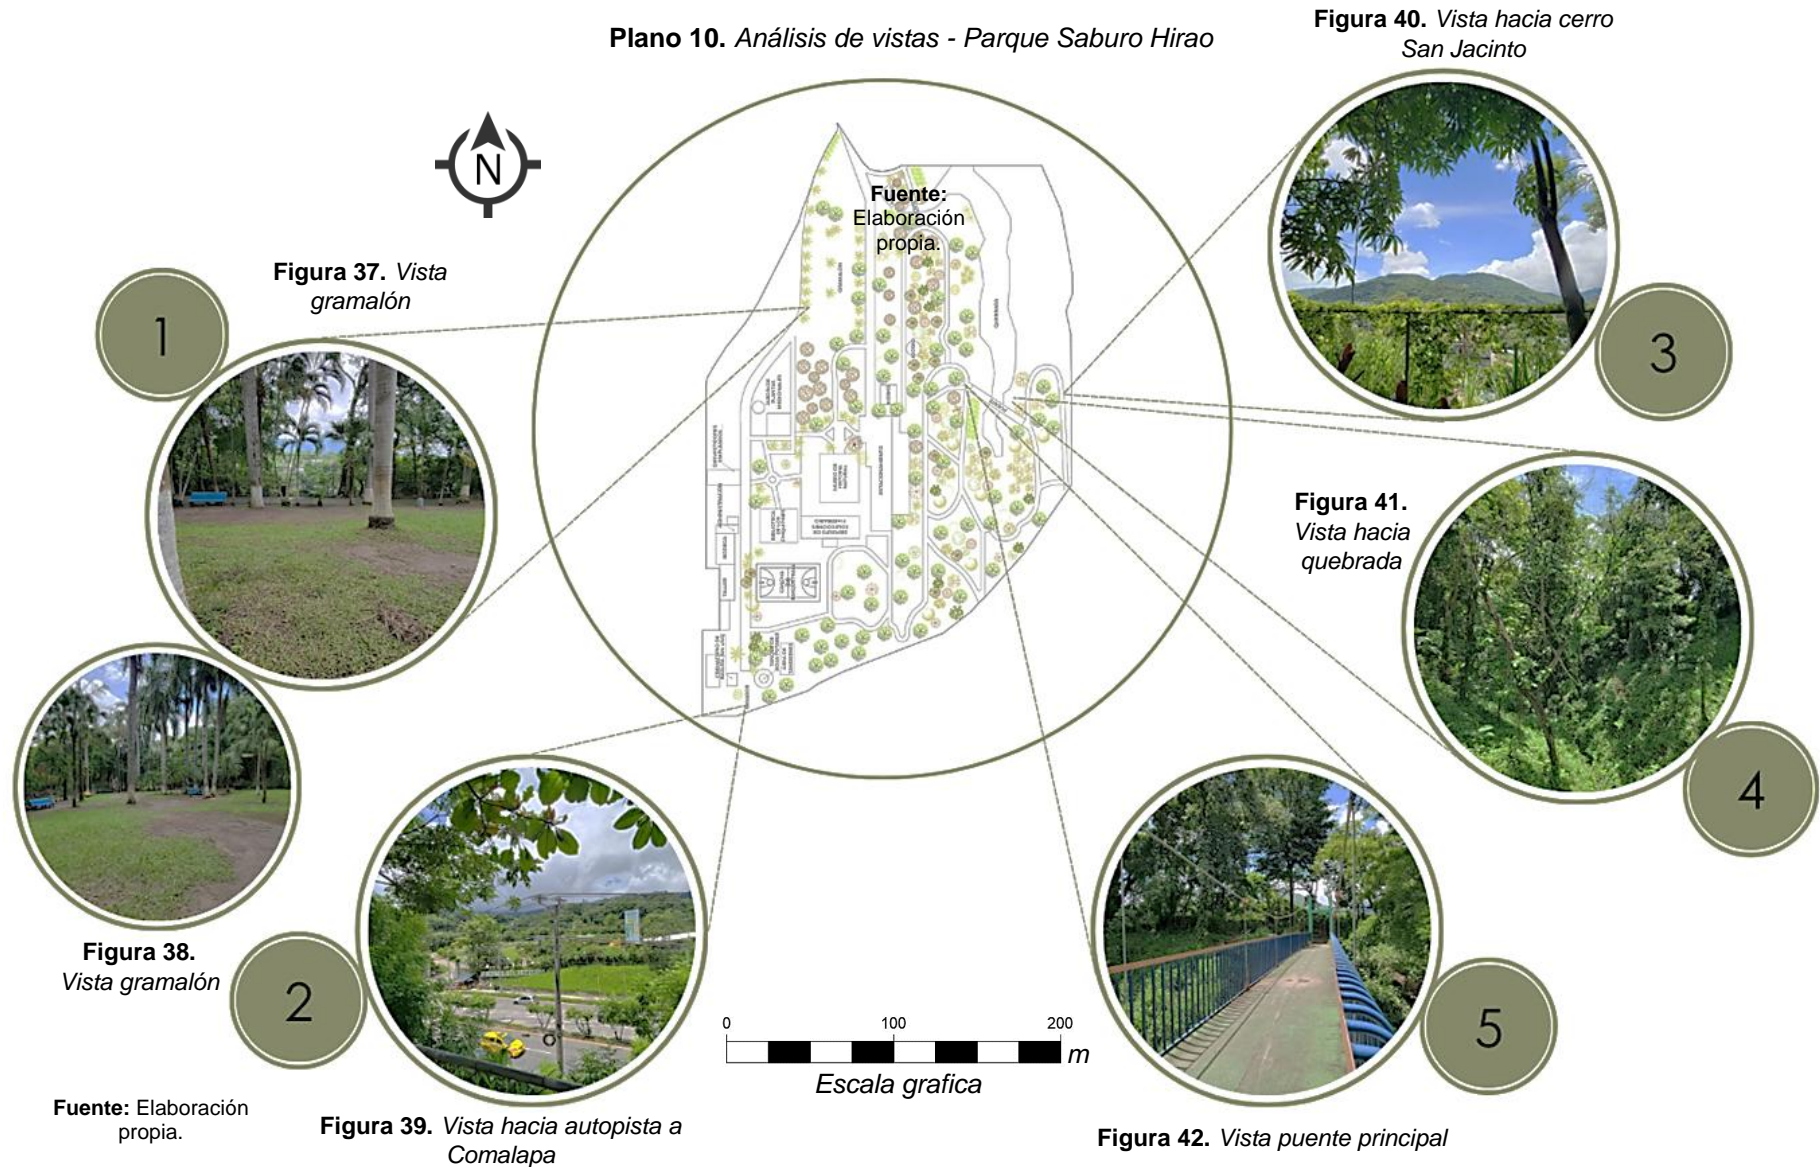 Plano 10. Análisis de vistas - Parque Saburo Hirao
Figura 40. Vista hacia cerro
San Jacinto
N
Fuente:
Elaboración
propia.
Figura 37. Vista
gramalón
1
3
GRAMALÓN
QUEBRADA
Figura 41.
Vista hacia
quebrada
4
Figura 38.
Vista gramalón
2
0 100 200
m
Escala grafica
5
Fuente: Elaboración
propia.
Figura 39. Vista hacia autopista a
Comalapa
Figura 42. Vista puente principal